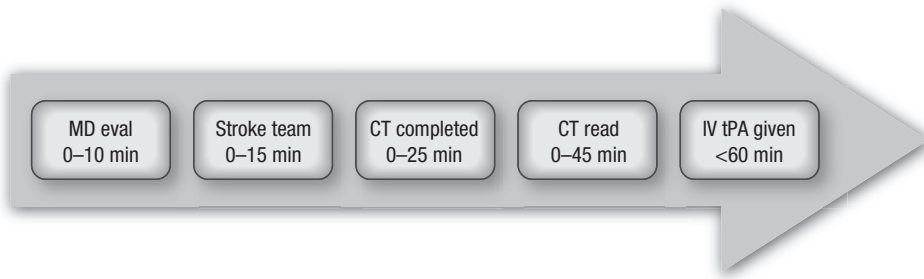 MD eval
0–10 min
Stroke team
0–15 min
CT completed
0–25 min
CT read
0–45 min
IV tPA given
<60 min